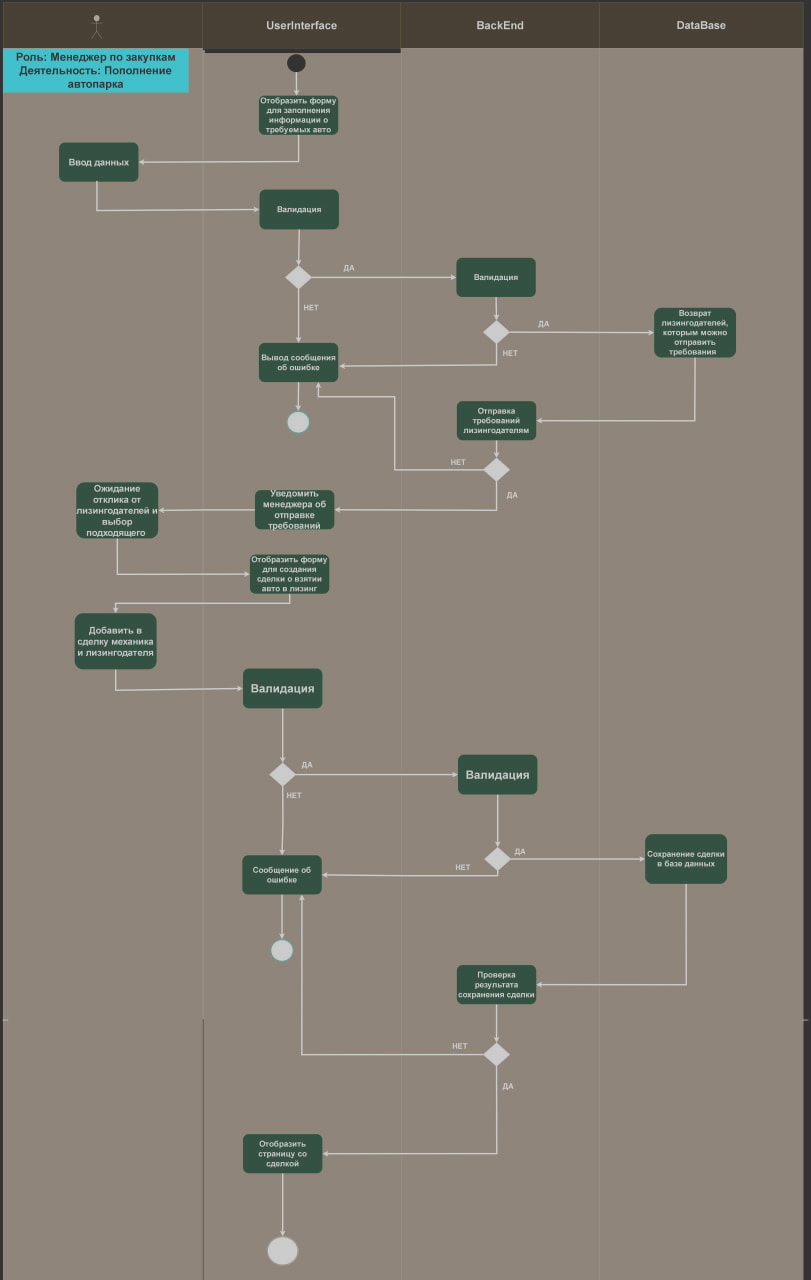 UserInterface
BackEnd
DataBase
Роль: Менеджер по закупкам
Деятельность: Пополнение
автопарка
Отобразить форму
для заполнения
информации о
требуемых авто
Ввод данных
Валидация
ДА
НЕТ
Валидация
ДА
НЕТ
Возврат
лизингодателей,
которым можно
отправить
требования
Вывод сообщения
об ошибке
Отправка
требований
лизингодателям
НЕТ
ДА
Уведомить
менеджера об
отправке
требований
Ожидание
отклика от
лизингодателей и
выбор
подходящего
Отобразить форму
для создания
сделки о взятии
авто в лизинг
Добавить в
сделку механика
и лизингодателя
Валидация
ДА
НЕТ
Валидация
ДА
НЕТ
Сохранение сделки
в базе данных
Сообщение об
ошибке
Проверка
результата
сохранения сделки
НЕТ
ДА
Отобразить
страницу со
сделкой